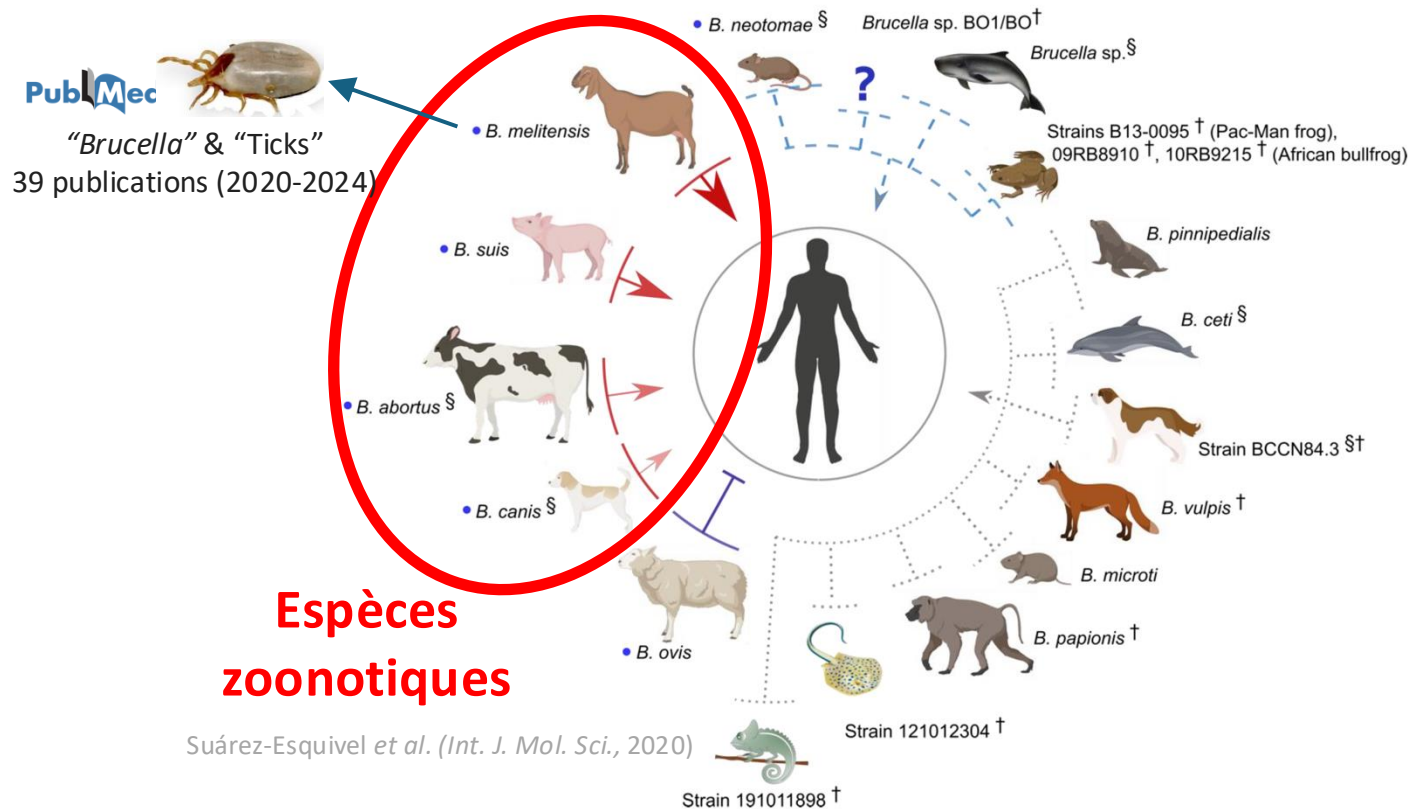 PubMed
“Brucella” & “Ticks”
39 publications (2020-2024)
• B. melitensis
• B. suis
• B. abortus §
• B. canis §
• B. ovis
Espèces
zoonotiques
Suárez-Esquivel et al. (Int. J. Mol. Sci., 2020)
• B. neotomae §
?
Brucella sp. BO1/BO †
Brucella sp. §
Strains B13-0095 † (Pac-Man frog),
09RB8910 †, 10RB9215 † (African bullfrog)
B. pinnipedialis
B. ceti §
Strain BCCN84.3 §†
B. vulpis †
B. microti
B. papionis †
Strain 121012304 †
Strain 191011898 †